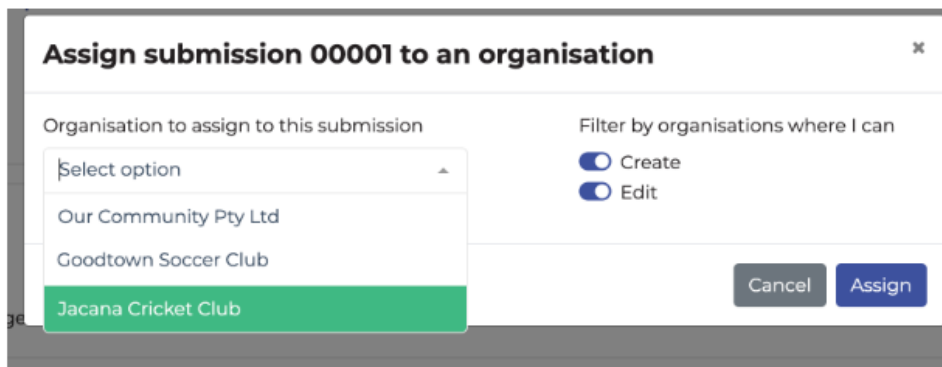 Assign submission 00001 to an organisation
×
Organisation to assign to this submission
Select option
Our Community Pty Ltd
Goodtown Soccer Club
Jacana Cricket Club
Filter by organisations where I can
Create
Edit
Cancel
Assign
ge